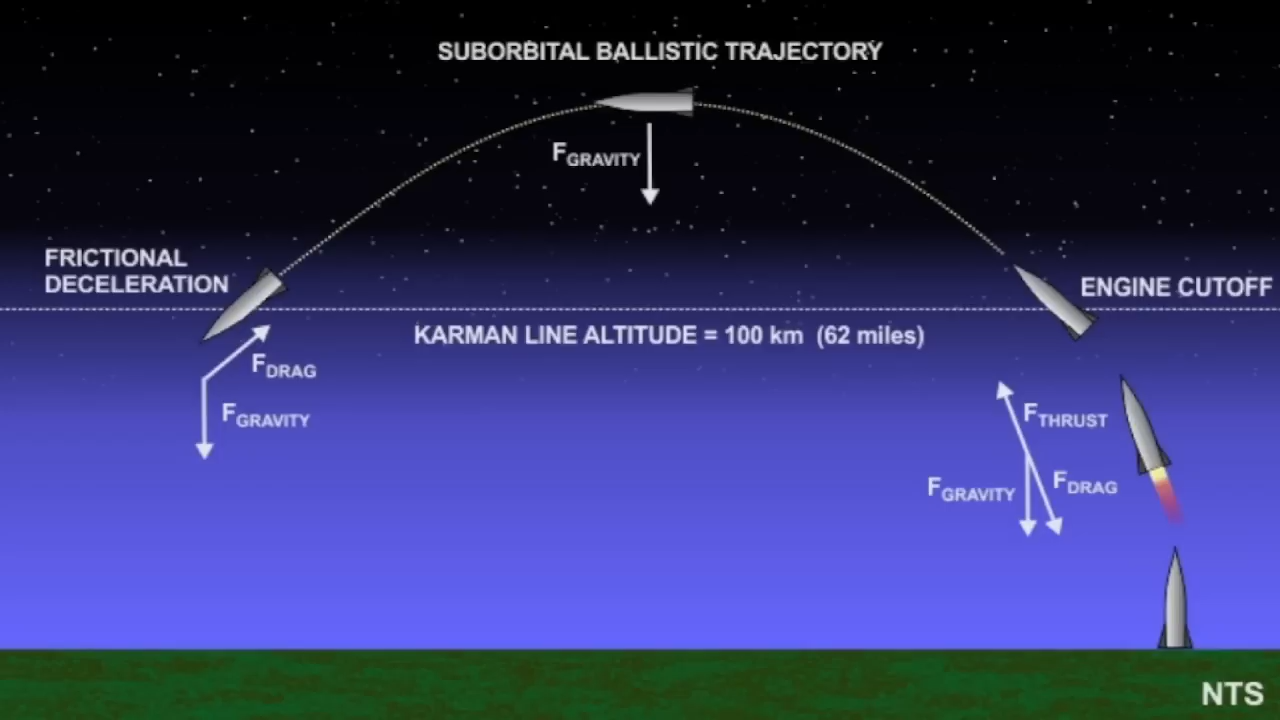 SUBORBITAL BALLISTIC TRAJECTORY
FGRAVITY
FRICTIONAL
DECELERATION
ENGINE CUTOFF
KARMAN LINE ALTITUDE = 100 km (62 miles)
FDRAG
FGRAVITY
FTHRUST
FGRAVITY
FDRAG
NTS